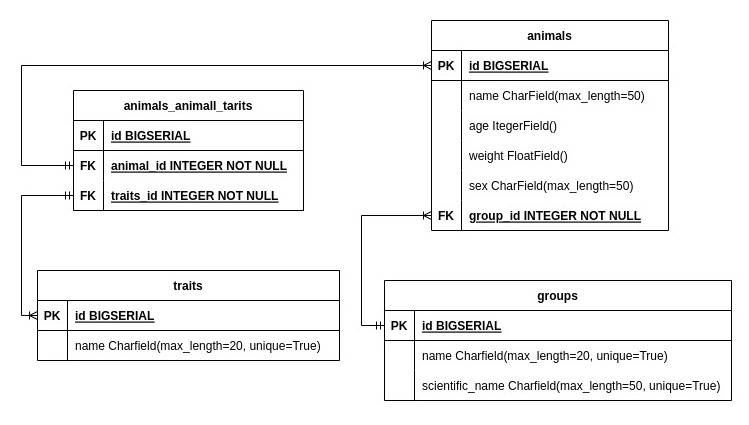 animals
PK id BIGSERIAL
name CharField(max_length=50)
age ItegerField()
weight FloatField()
sex CharField(max_length=50)
FK group_id INTEGER NOT NULL
animals_animall_tarits
PK id BIGSERIAL
FK animal_id INTEGER NOT NULL
FK traits_id INTEGER NOT NULL
traits
PK id BIGSERIAL
name Charfield(max_length=20, unique=True)
groups
PK id BIGSERIAL
name Charfield(max_length=20, unique=True)
scientific_name Charfield(max_length=50, unique=True)